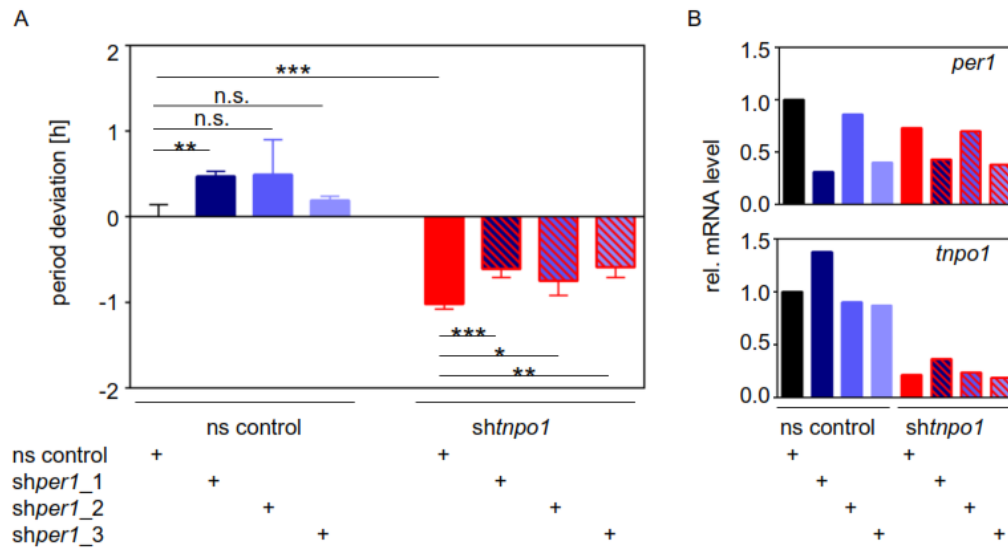 A
period deviation [h]
2
1
0
-1
-2
***
n.s.
n.s.
**
***
*
**
ns control
shtnpo1
ns control
shper1_1
shper1_2
shper1_3
+
+
+
+
+
+
+
+
B
rel. mRNA level
per1
1.5
1.0
0.5
0.0
tnpo1
1.5
1.0
0.5
0.0
ns control
shtnpo1
+
+
+
+
+
+
+
+